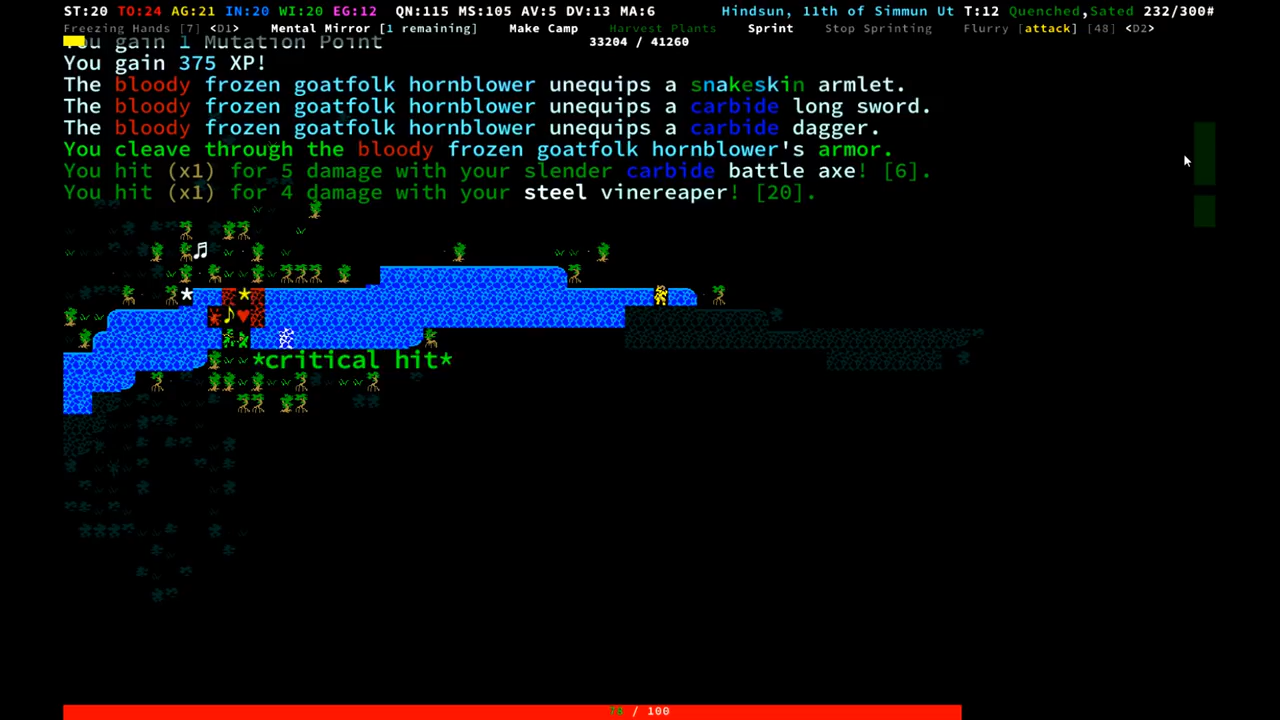 ST:20 TO:24 AG:21 IN:20 WI:20 EG:12 QN:115 MS:105 AV:5 DV:13 MA:6 Hindsun, 11th of Simmun Ut T:12 Quenched,Sated 232/300#
Freezing Hands [7] <D1> Mental Mirror [1 remaining] Make Camp Harvest Plants Sprint Stop Sprinting Flurry [attack] [48] <D2>
33204 / 41260
You gain 1 Mutation Point
You gain 375 XP!
The bloody frozen goatfolk hornblower unequips a snakeskin armlet.
The bloody frozen goatfolk hornblower unequips a carbide long sword.
The bloody frozen goatfolk hornblower unequips a carbide dagger.
You cleave through the bloody frozen goatfolk hornblower's armor.
You hit (x1) for 5 damage with your slender carbide battle axe! [6].
You hit (x1) for 4 damage with your steel vinereaper! [20].
*critical hit*
78 / 100